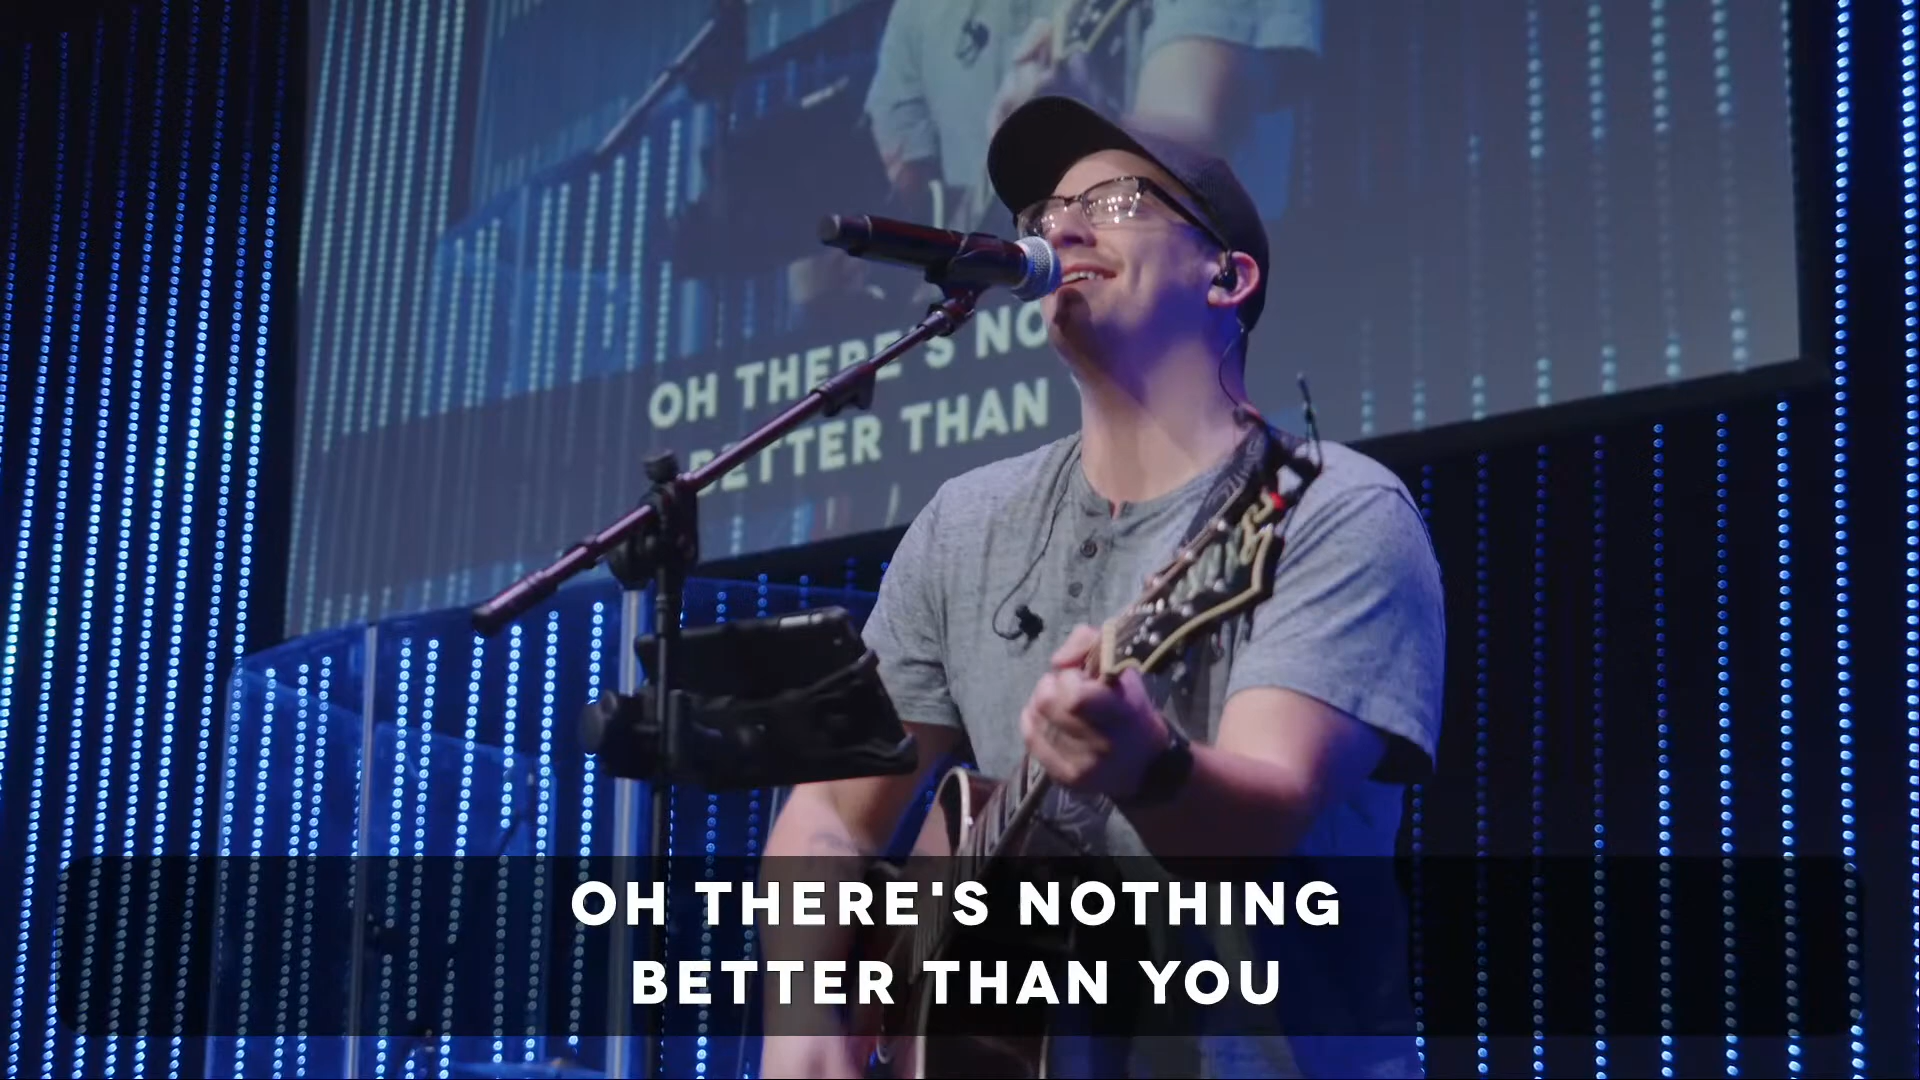 OH THERE'S NO
BETTER THAN
OH THERE'S NOTHING
BETTER THAN YOU